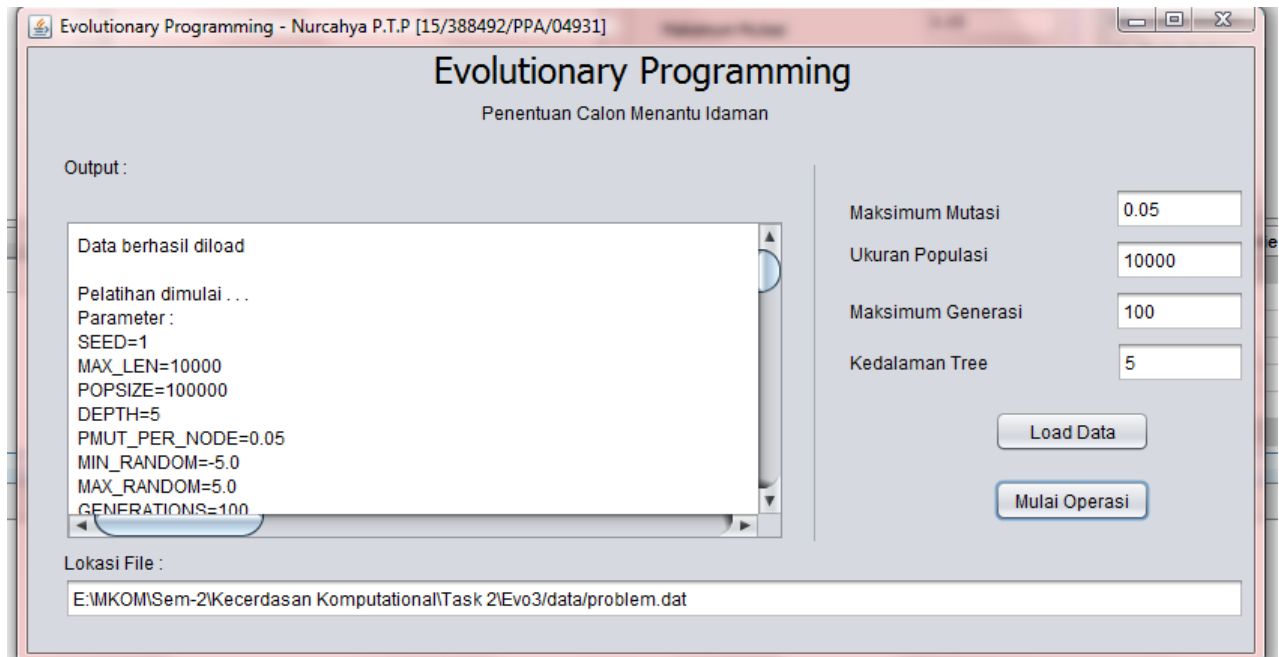 Evolutionary Programming - Nurcahya P.T.P [15/388492/PPA/04931]
Evolutionary Programming
Penentuan Calon Menantu Idaman
Output :
Data berhasil diload
Pelatihan dimulai . . .
Parameter :
SEED=1
MAX_LEN=10000
POPSIZE=100000
DEPTH=5
PMUT_PER_NODE=0.05
MIN_RANDOM=-5.0
MAX_RANDOM=5.0
GENERATIONS=100
Maksimum Mutasi 0.05
Ukuran Populasi 10000
Maksimum Generasi 100
Kedalaman Tree 5
Load Data
Mulai Operasi
Lokasi File :
E:\MKOM\Sem-2\Kecerdasan Komputational\Task 2\Evo3/data/problem.dat